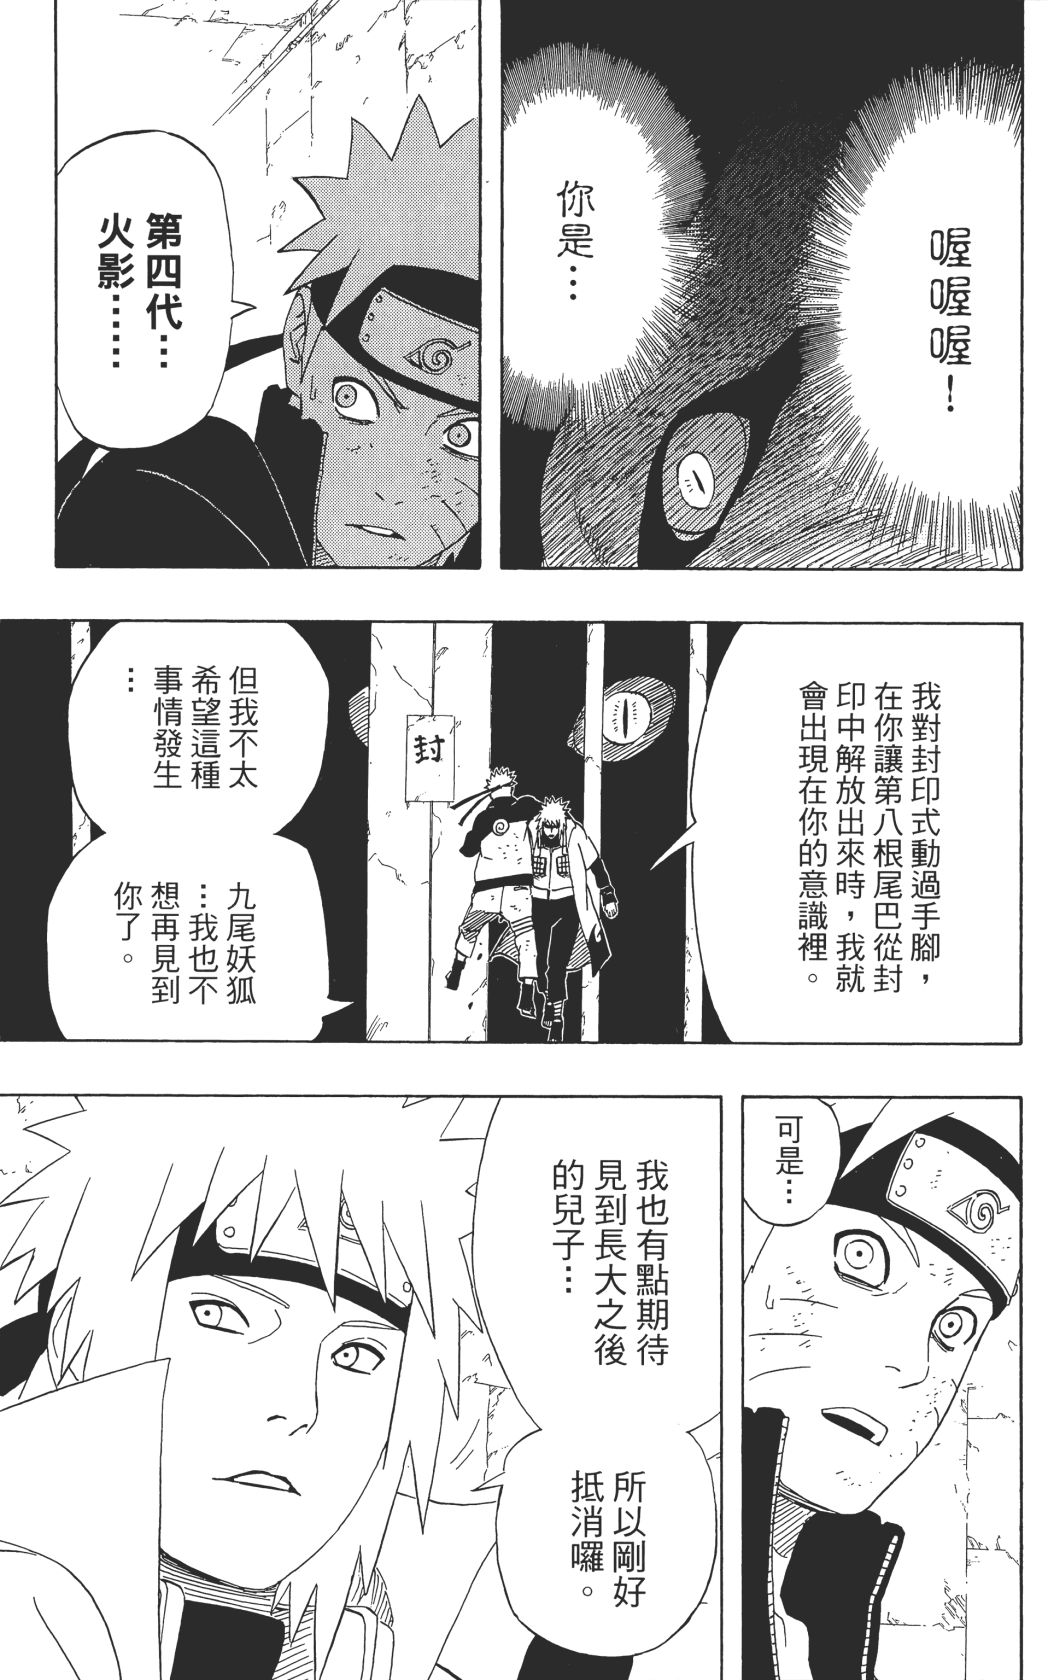 喔喔喔！
你是…
第四代…
火影……
我對封印式動過手腳，
在你讓第八根尾巴從封
印中解放出來時，我就
會出現在你的意識裡。
封
但我不太
希望這種
事情發生
…
九尾妖狐
…我也不
想再見到
你了。
可是…
我也有點期待
見到長大之後
的兒子…
所以剛好
抵消囉。